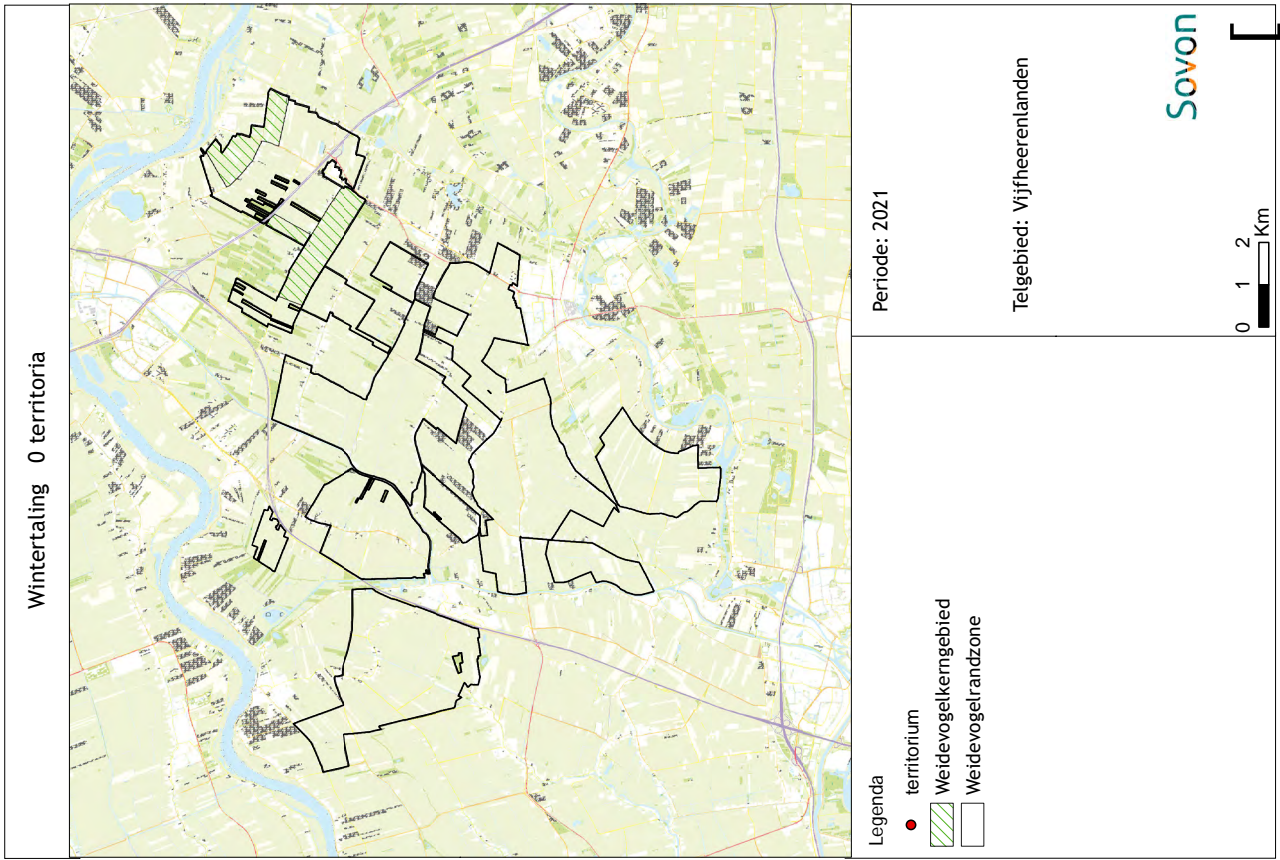 Wintertaling 0 territoria
Legenda
territorium
Weidevogelkerngebied
Weidevogelrandzone
Periode: 2021
Telgebied: Vijfheerenlanden
0 1 2
Km
Sovon